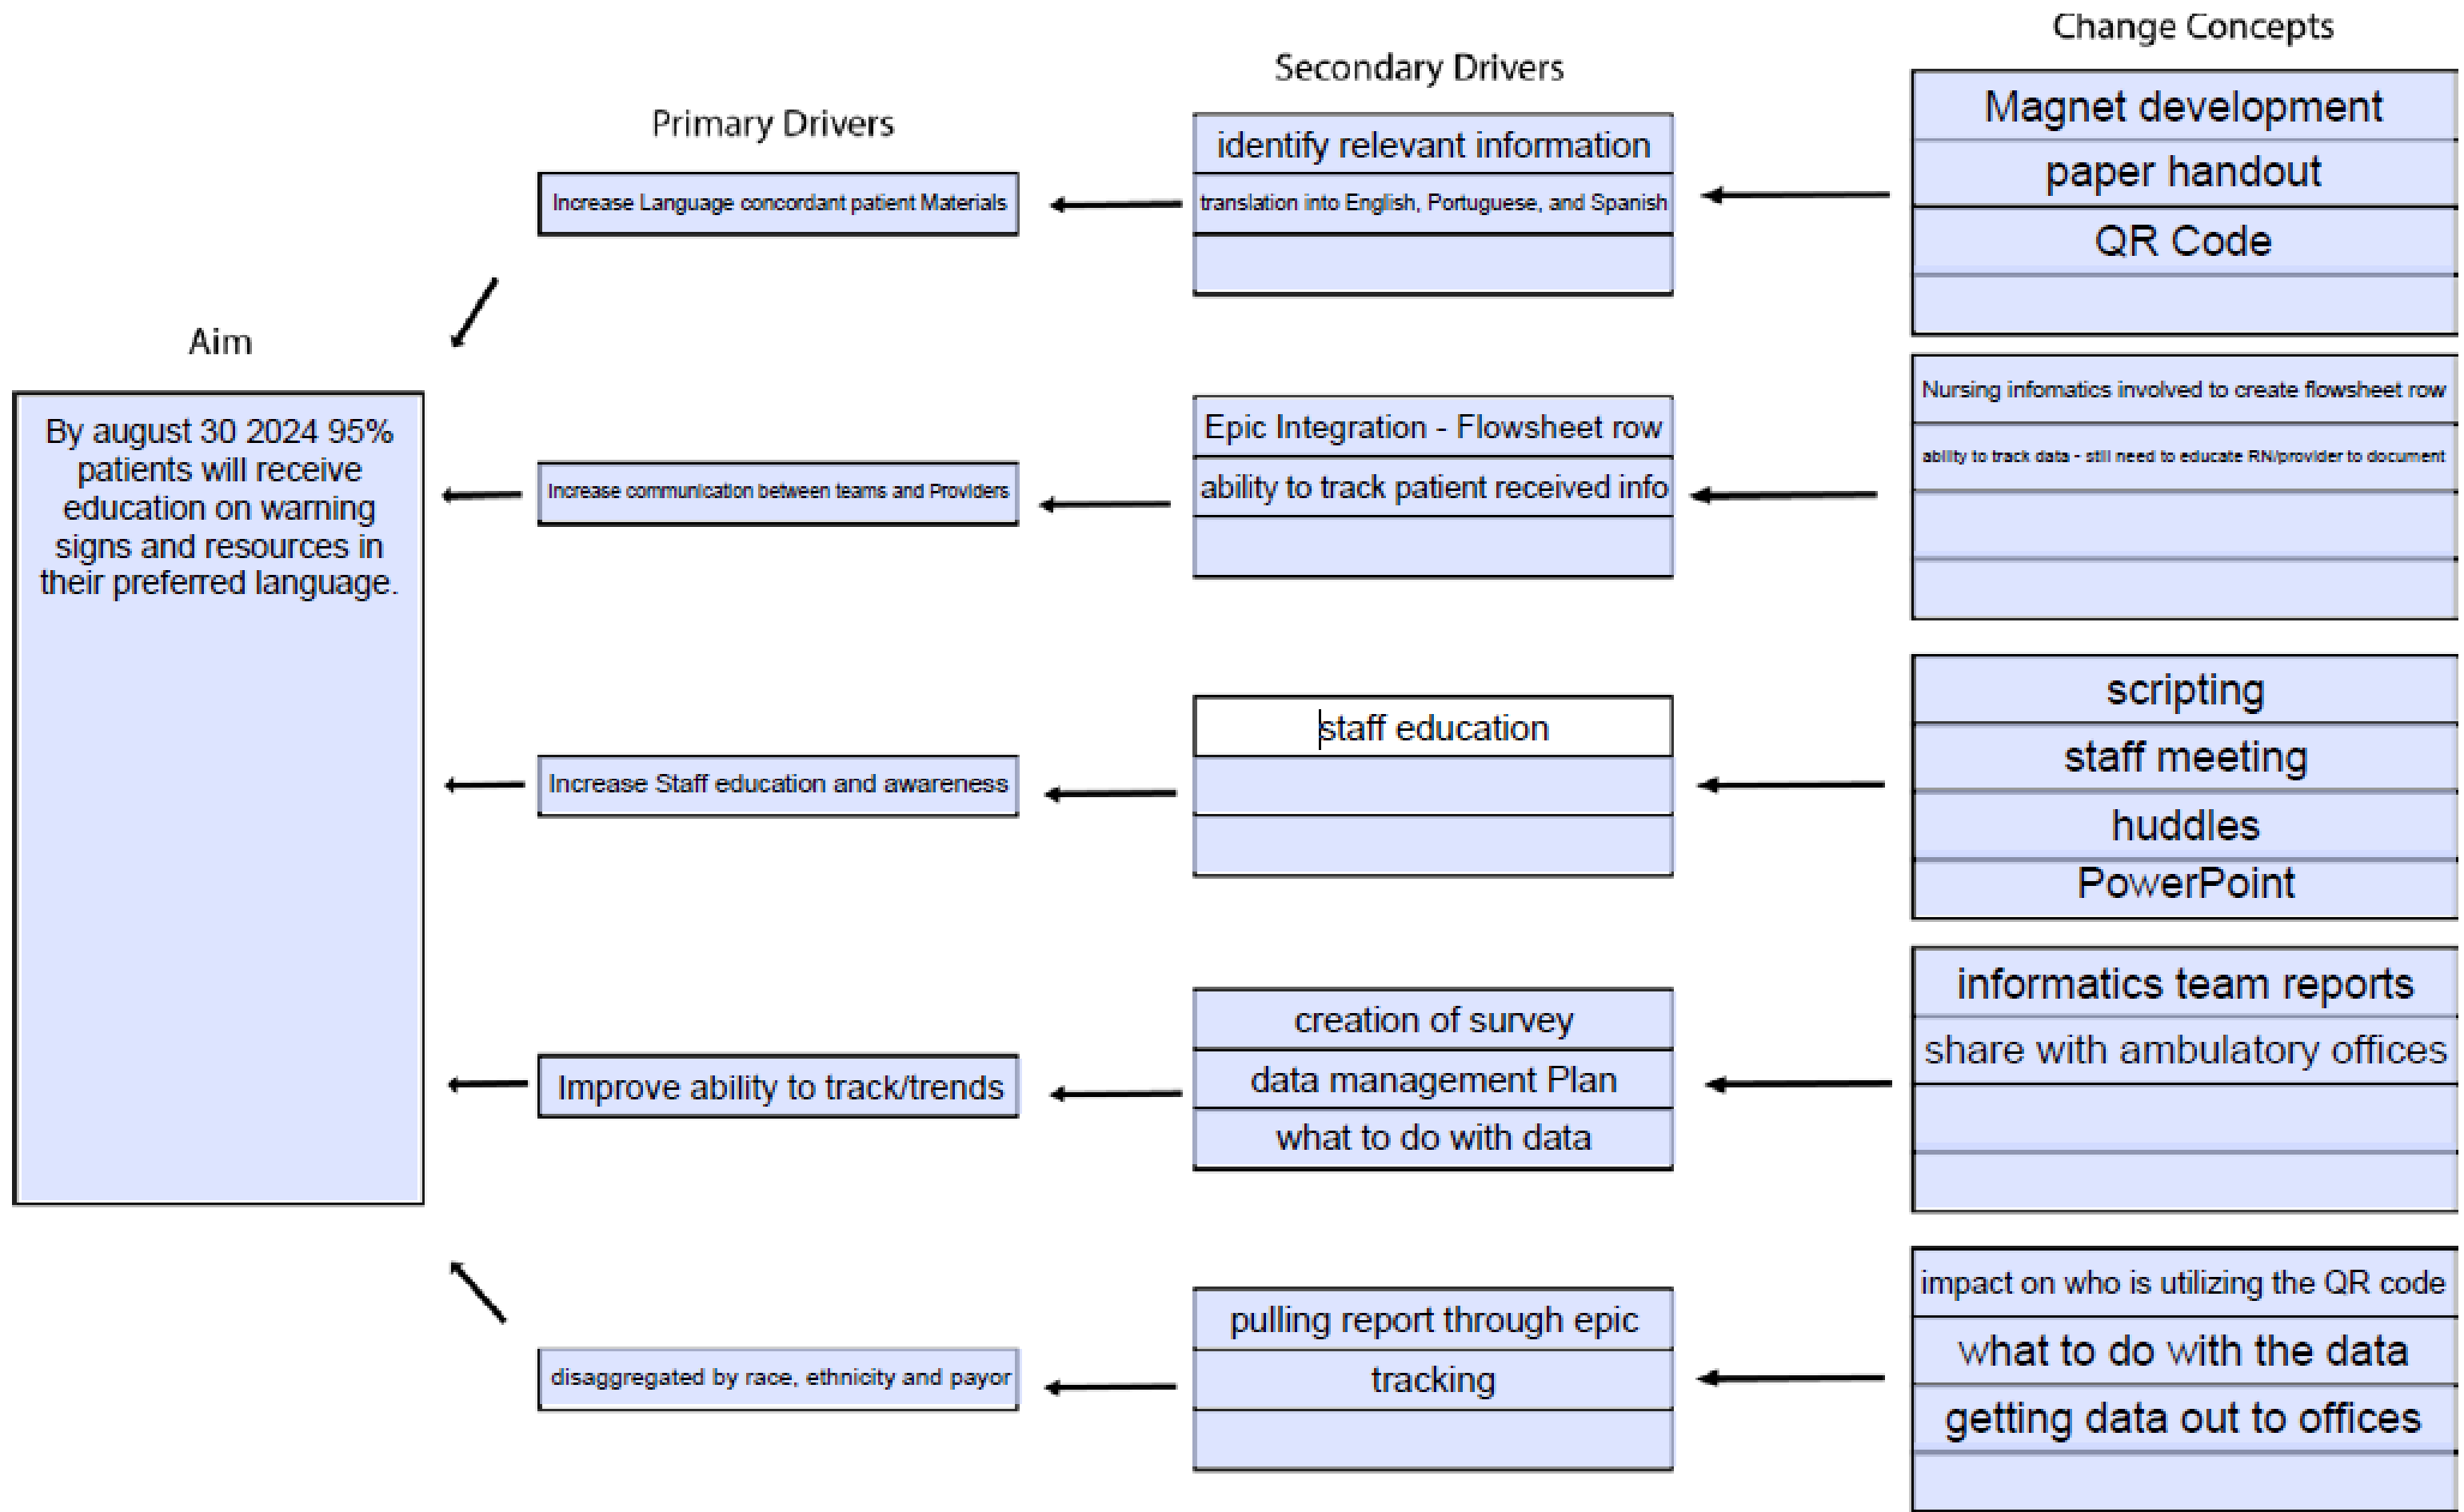 Change Concepts
Secondary Drivers
Primary Drivers
Aim
By august 30 2024 95%
patients will receive
education on warning
signs and resources in
their preferred language.
Increase Language concordant patient Materials
identify relevant information
translation into English, Portuguese, and Spanish
Magnet development
paper handout
QR Code
Increase communication between teams and Providers
Epic Integration - Flowsheet row
ability to track patient received info
Nursing infomatics involved to create flowsheet row
ability to track data - still need to educate RN/provider to document
Increase Staff education and awareness
staff education
scripting
staff meeting
huddles
PowerPoint
Improve ability to track/trends
creation of survey
data management Plan
what to do with data
informatics team reports
share with ambulatory offices
disaggregated by race, ethnicity and payor
pulling report through epic
tracking
impact on who is utilizing the QR code
what to do with the data
getting data out to offices